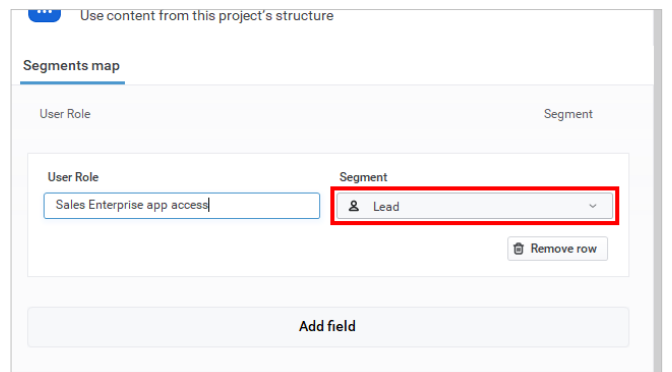 Use content from this project's structure
Segments map
User Role Segment
User Role Segment
Sales Enterprise app access Lead
Remove row
Add field